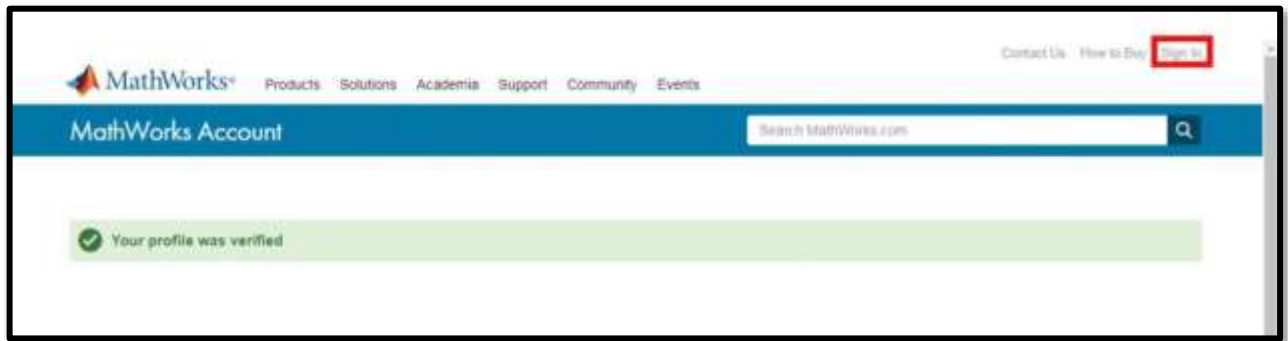 Contact Us How to Buy Sign In
MathWorks® Products Solutions Academia Support Community Events
MathWorks Account
Search MathWorks.com
Your profile was verified